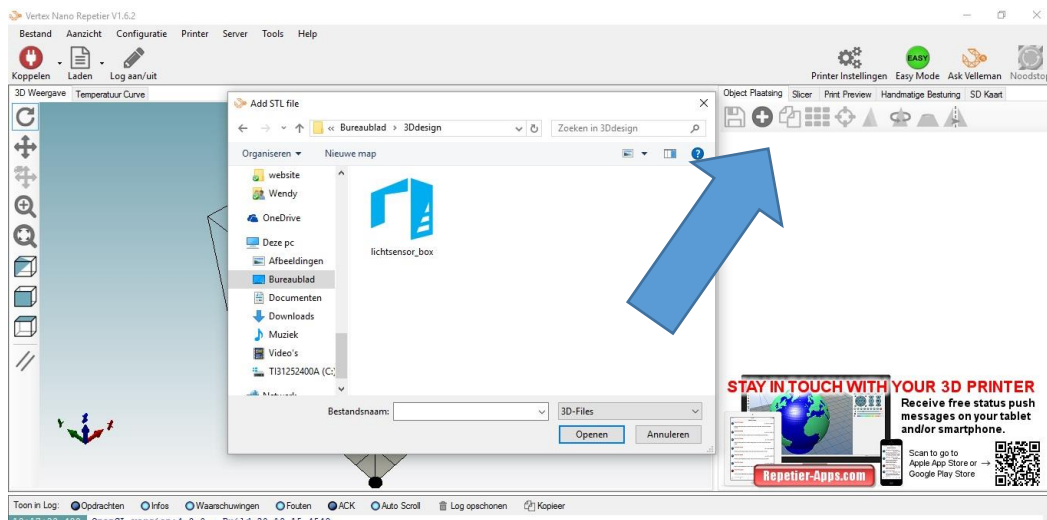 Vertex Nano Repetier V1.6.2
Bestand Aanzicht Configuratie Printer Server Tools Help
Koppelen Laden Log aan/uit
Printer Instellingen Easy Mode Ask Velleman Noodstop
EASY
3D Weergave Temperatuur Curve
Object Plaatsing Slicer Print Preview Handmatige Besturing SD Kaart
Add STL file
« Bureaublad > 3Ddesign
Zoeken in 3Ddesign
Organiseren Nieuwe map
website
Wendy
OneDrive
Deze pc
Afbeeldingen
Bureaublad
Documenten
Downloads
Muziek
Video's
TI31252400A (C:)
lichtsensor_box
Bestandsnaam:
3D-Files
Openen Annuleren
STAY IN TOUCH WITH YOUR 3D PRINTER
Receive free status push
messages on your tablet
and/or smartphone.
Scan to go to
Apple App Store or →
Google Play Store
Repetier-Apps.com
Toon in Log: Opdrachten Infos Waarschuwingen Fouten ACK Auto Scroll Log opschonen Kopieer